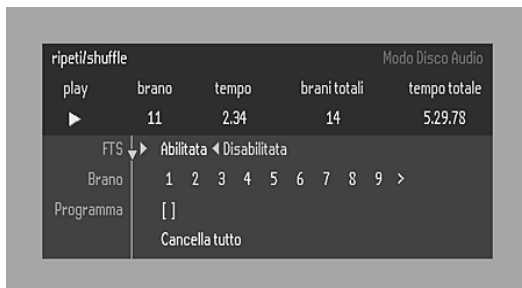 ripeti/shuffle Modo Disco Audio
play brano tempo brani totali tempo totale
11 2.34 14 5.29.78
FTS Abilitata Disabilitata
Brano 1 2 3 4 5 6 7 8 9 >
Programma [ ]
Cancella tutto